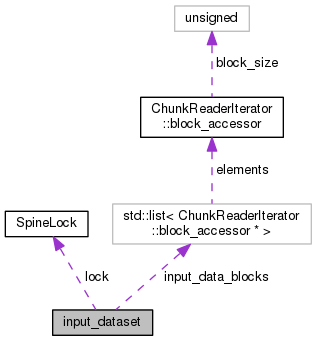 unsigned
block_size
ChunkReaderIterator
::block_accessor
elements
SpineLock
std::list< ChunkReaderIterator
::block_accessor * >
lock
input_data_blocks
input_dataset